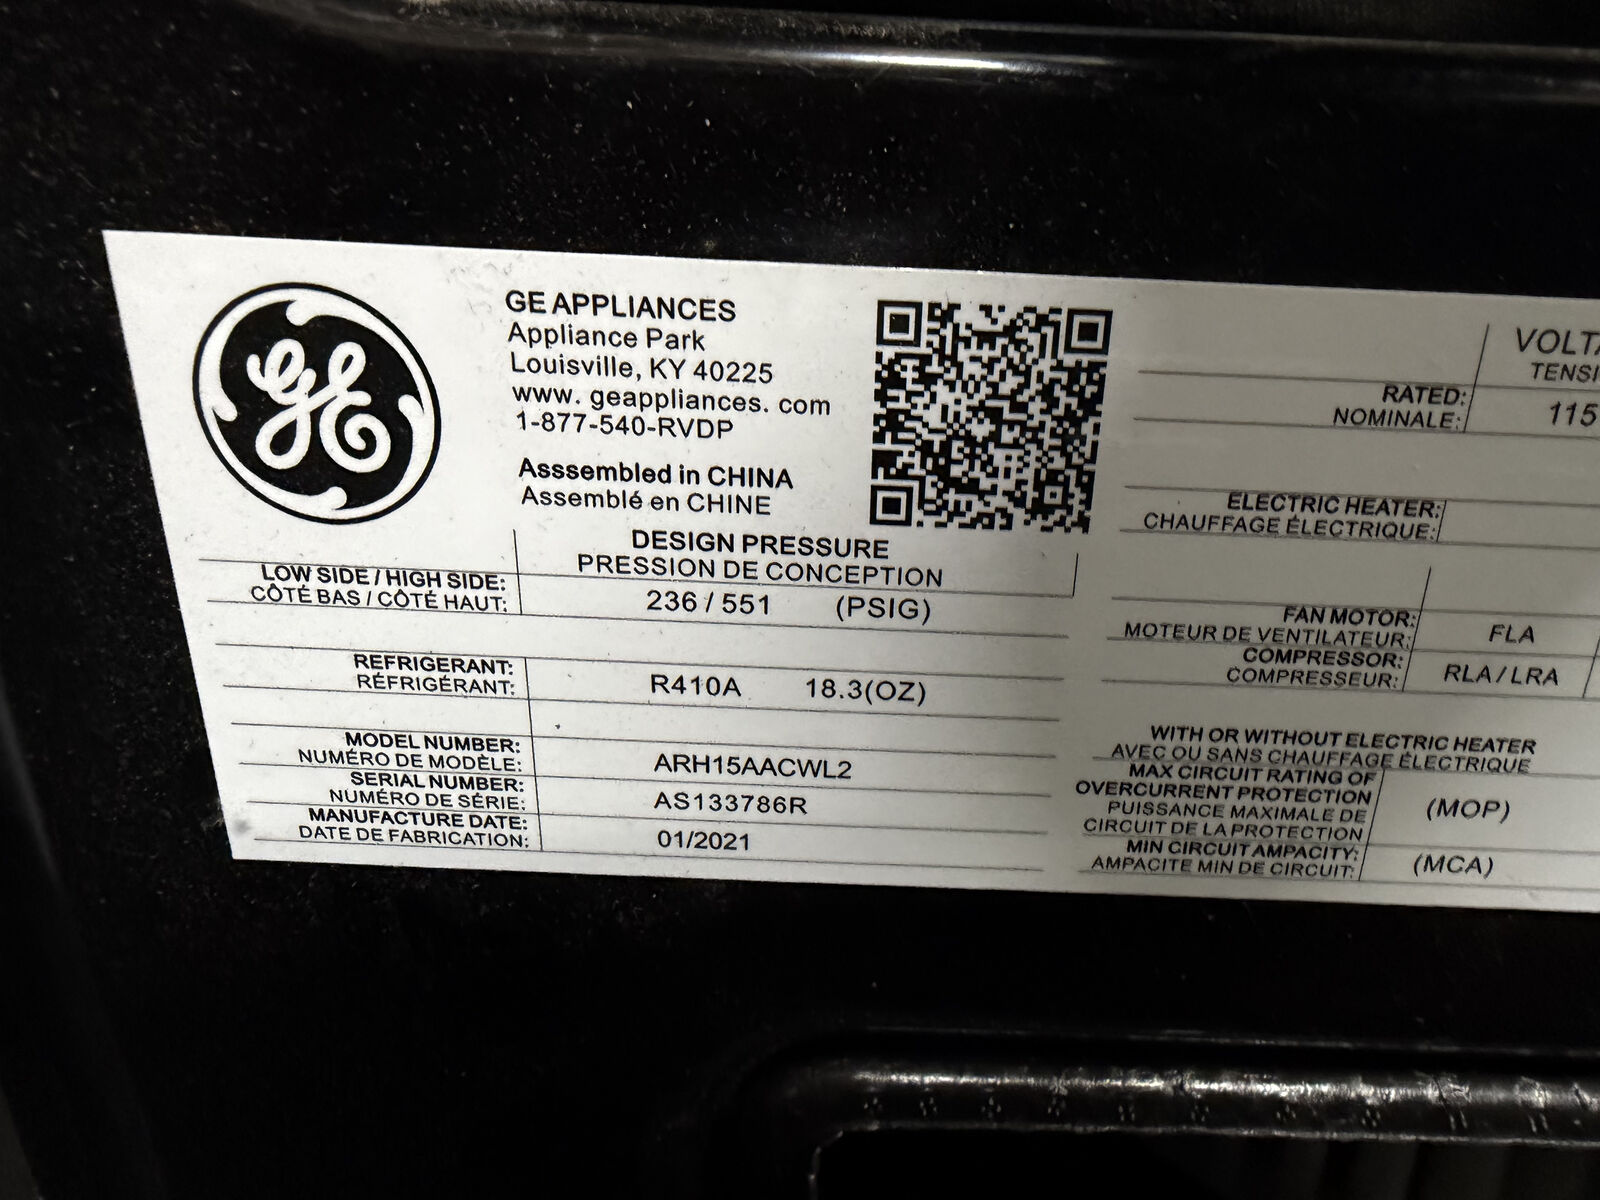 GE
GE APPLIANCES
Appliance Park
Louisville, KY 40225
www. geappliances. com
1-877-540-RVDP
Asssembled in CHINA
Assemblé en CHINE
DESIGN PRESSURE
PRESSION DE CONCEPTION
LOW SIDE / HIGH SIDE:
CÔTÉ BAS / CÔTÉ HAUT:
236 / 551 (PSIG)
REFRIGERANT:
RÉFRIGÉRANT:
R410A 18.3(OZ)
MODEL NUMBER:
NUMÉRO DE MODÈLE:
ARH15AACWL2
SERIAL NUMBER:
NUMÉRO DE SÉRIE:
AS133786R
MANUFACTURE DATE:
DATE DE FABRICATION:
01/2021
VOLTA
TENSI
RATED:
NOMINALE:
115
ELECTRIC HEATER:
CHAUFFAGE ÉLECTRIQUE:
FAN MOTOR:
MOTEUR DE VENTILATEUR:
FLA
COMPRESSOR:
COMPRESSEUR:
RLA / LRA
WITH OR WITHOUT ELECTRIC HEATER
AVEC OU SANS CHAUFFAGE ÉLECTRIQUE
MAX CIRCUIT RATING OF
OVERCURRENT PROTECTION
PUISSANCE MAXIMALE DE
CIRCUIT DE LA PROTECTION
(MOP)
MIN CIRCUIT AMPACITY:
AMPACITE MIN DE CIRCUIT:
(MCA)